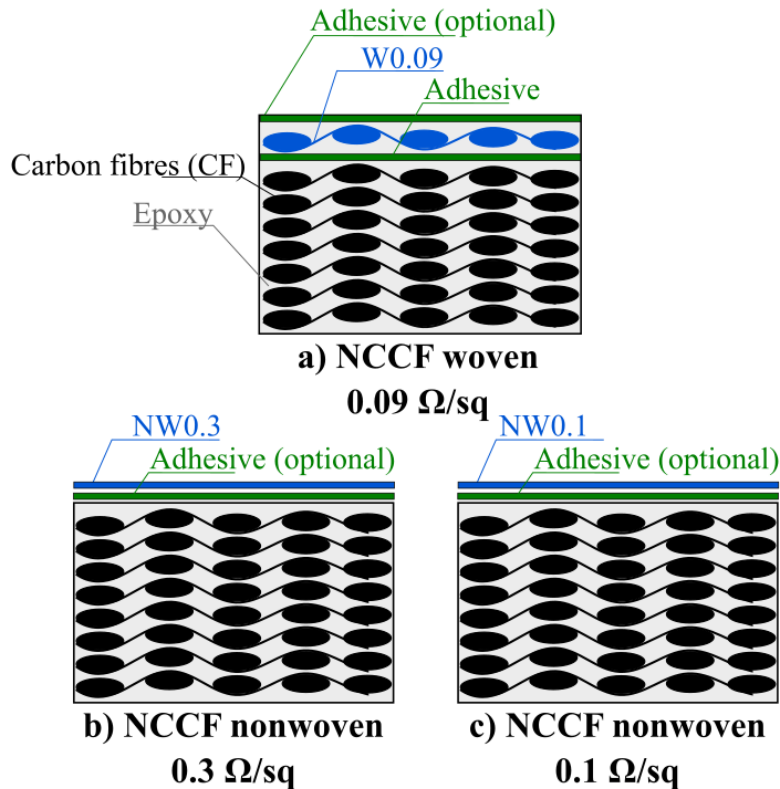 Adhesive (optional)
W0.09
Adhesive
Carbon fibres (CF)
Epoxy
a) NCCF woven
0.09 Ω/sq
NW0.3
Adhesive (optional)
b) NCCF nonwoven
0.3 Ω/sq
NW0.1
Adhesive (optional)
c) NCCF nonwoven
0.1 Ω/sq